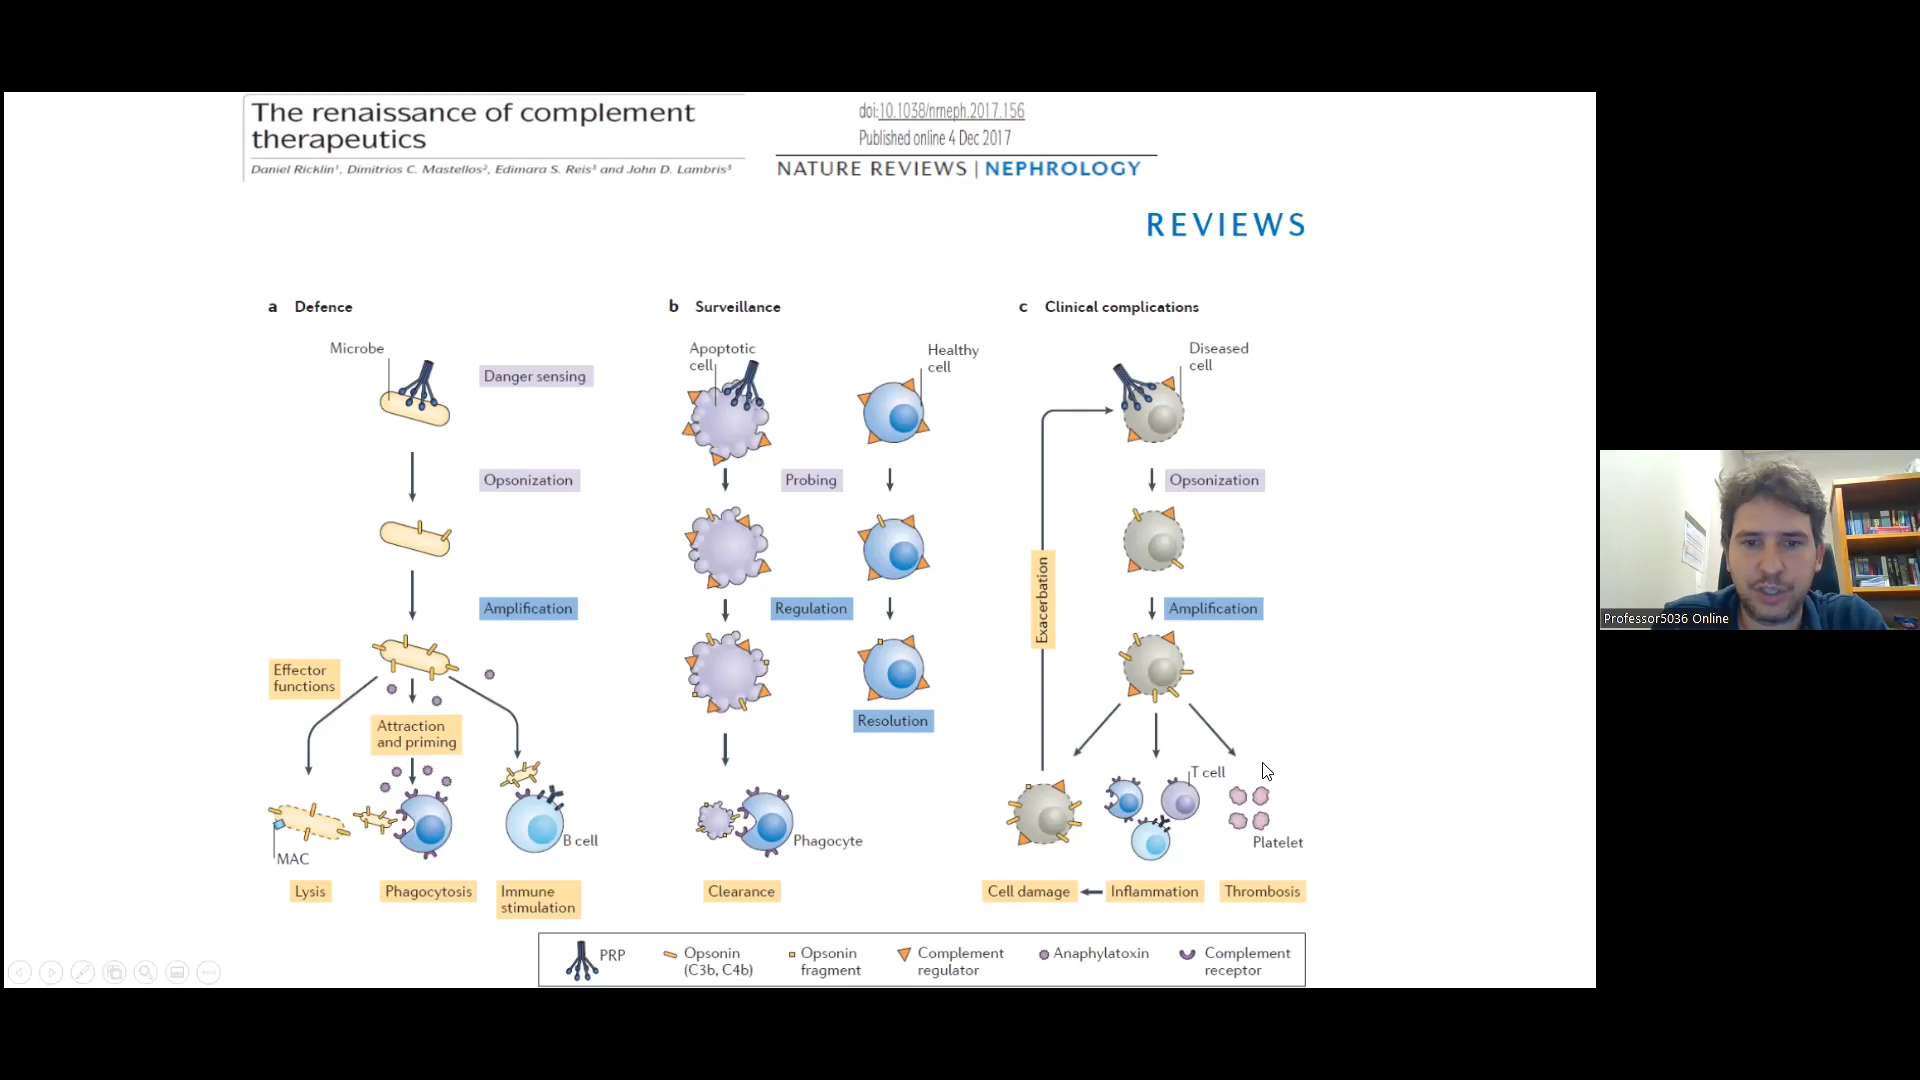 The renaissance of complement
therapeutics
Daniel Ricklin¹, Dimitrios C. Mastellos², Edimara S. Reis³ and John D. Lambris³
doi:10.1038/nrneph.2017.156
Published online 4 Dec 2017
NATURE REVIEWS | NEPHROLOGY
REVIEWS
a Defence
Microbe
Danger sensing
Opsonization
Amplification
Effector
functions
Attraction
and priming
MAC
B cell
Lysis
Phagocytosis
Immune
stimulation
b Surveillance
Apoptotic
cell
Healthy
cell
Probing
Regulation
Resolution
Phagocyte
Clearance
c Clinical complications
Diseased
cell
Opsonization
Exacerbation
Amplification
T cell
Platelet
Cell damage
Inflammation
Thrombosis
PRP
Opsonin
(C3b, C4b)
Opsonin
fragment
Complement
regulator
Anaphylatoxin
Complement
receptor
Professor5036 Online